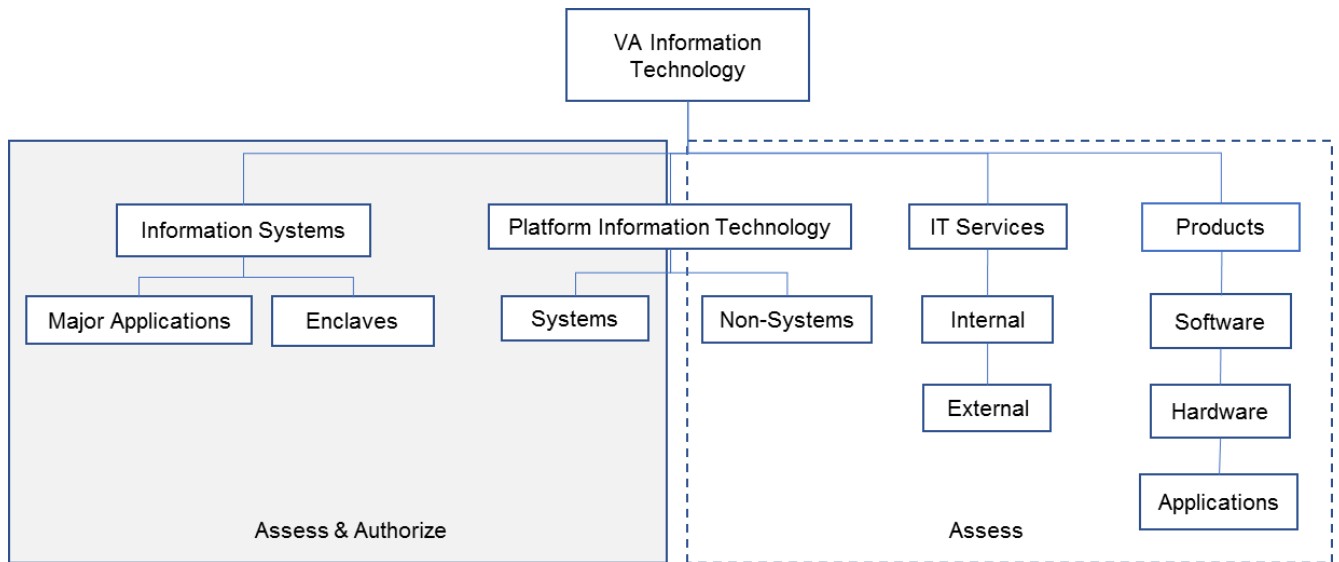 VA Information
Technology
Information Systems
Platform Information Technology
IT Services
Products
Major Applications
Enclaves
Systems
Non-Systems
Internal
Software
External
Hardware
Applications
Assess & Authorize
Assess